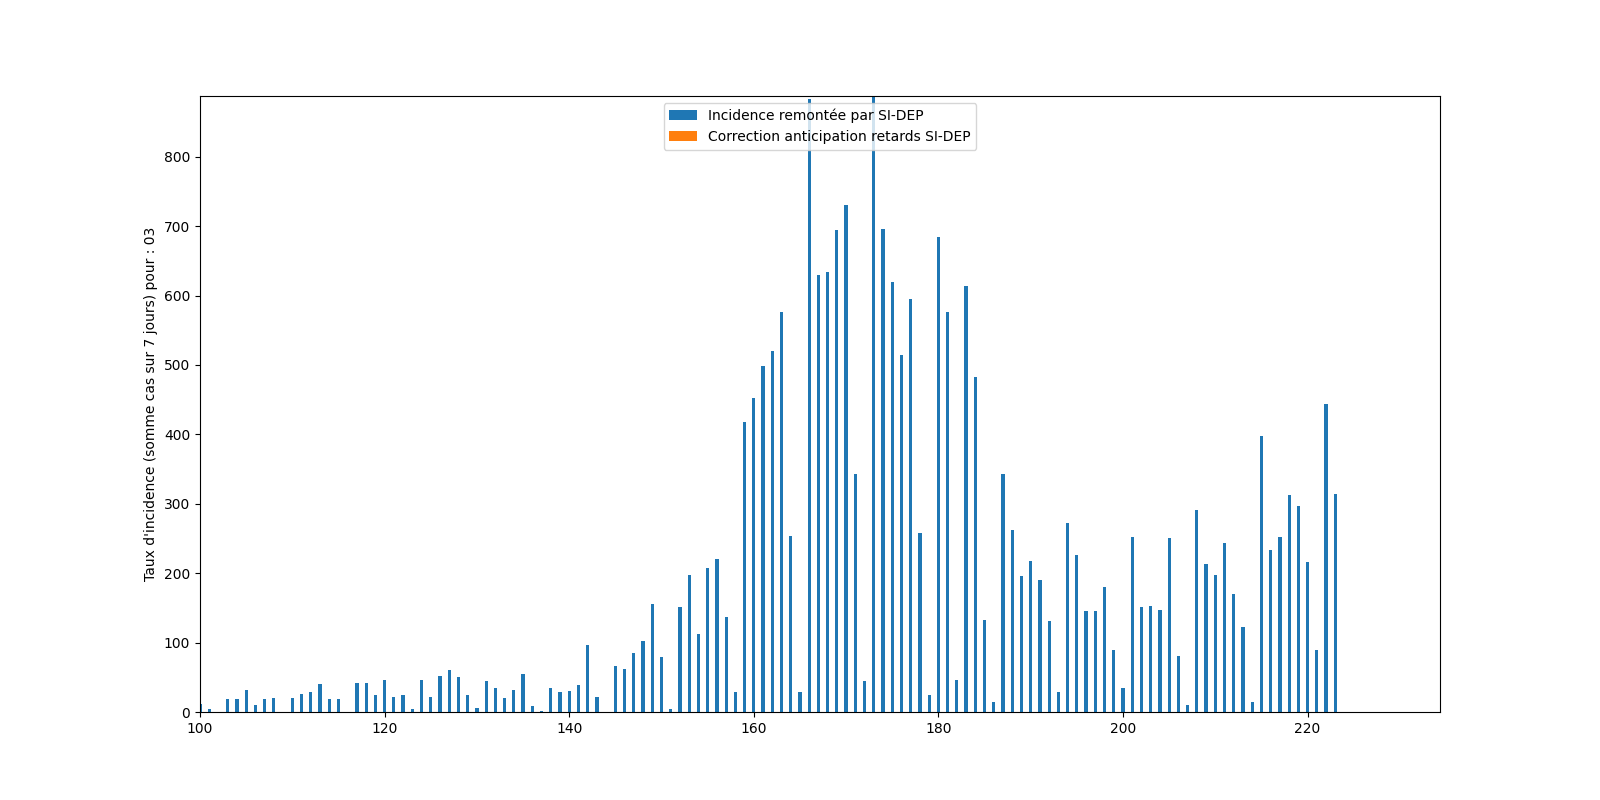 Incidence remontée par SI-DEP
Correction anticipation retards SI-DEP
Taux d'incidence (somme cas sur 7 jours) pour : 03
800
700
600
500
400
300
200
100
0
100 120 140 160 180 200 220